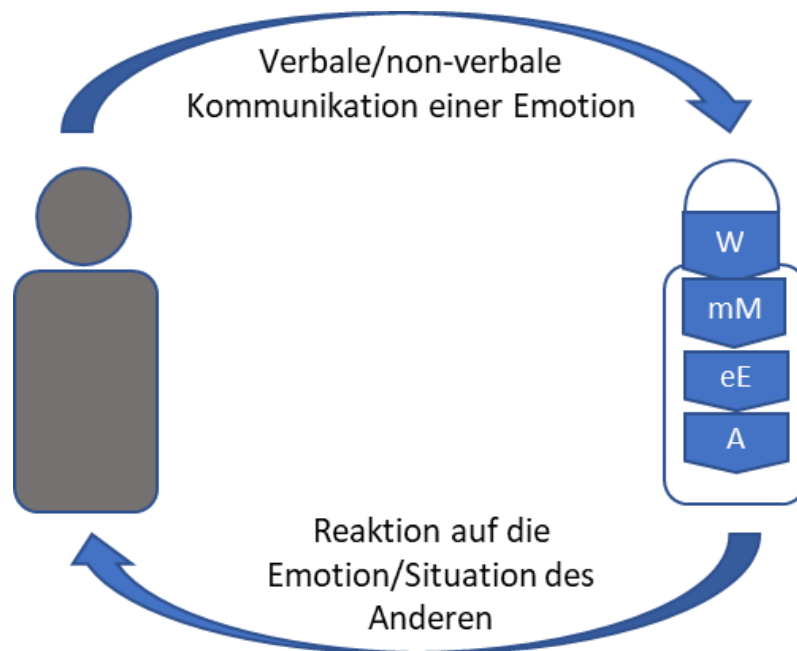 Verbale/non-verbale
Kommunikation einer Emotion
W
mM
eE
A
Reaktion auf die
Emotion/Situation des
Anderen